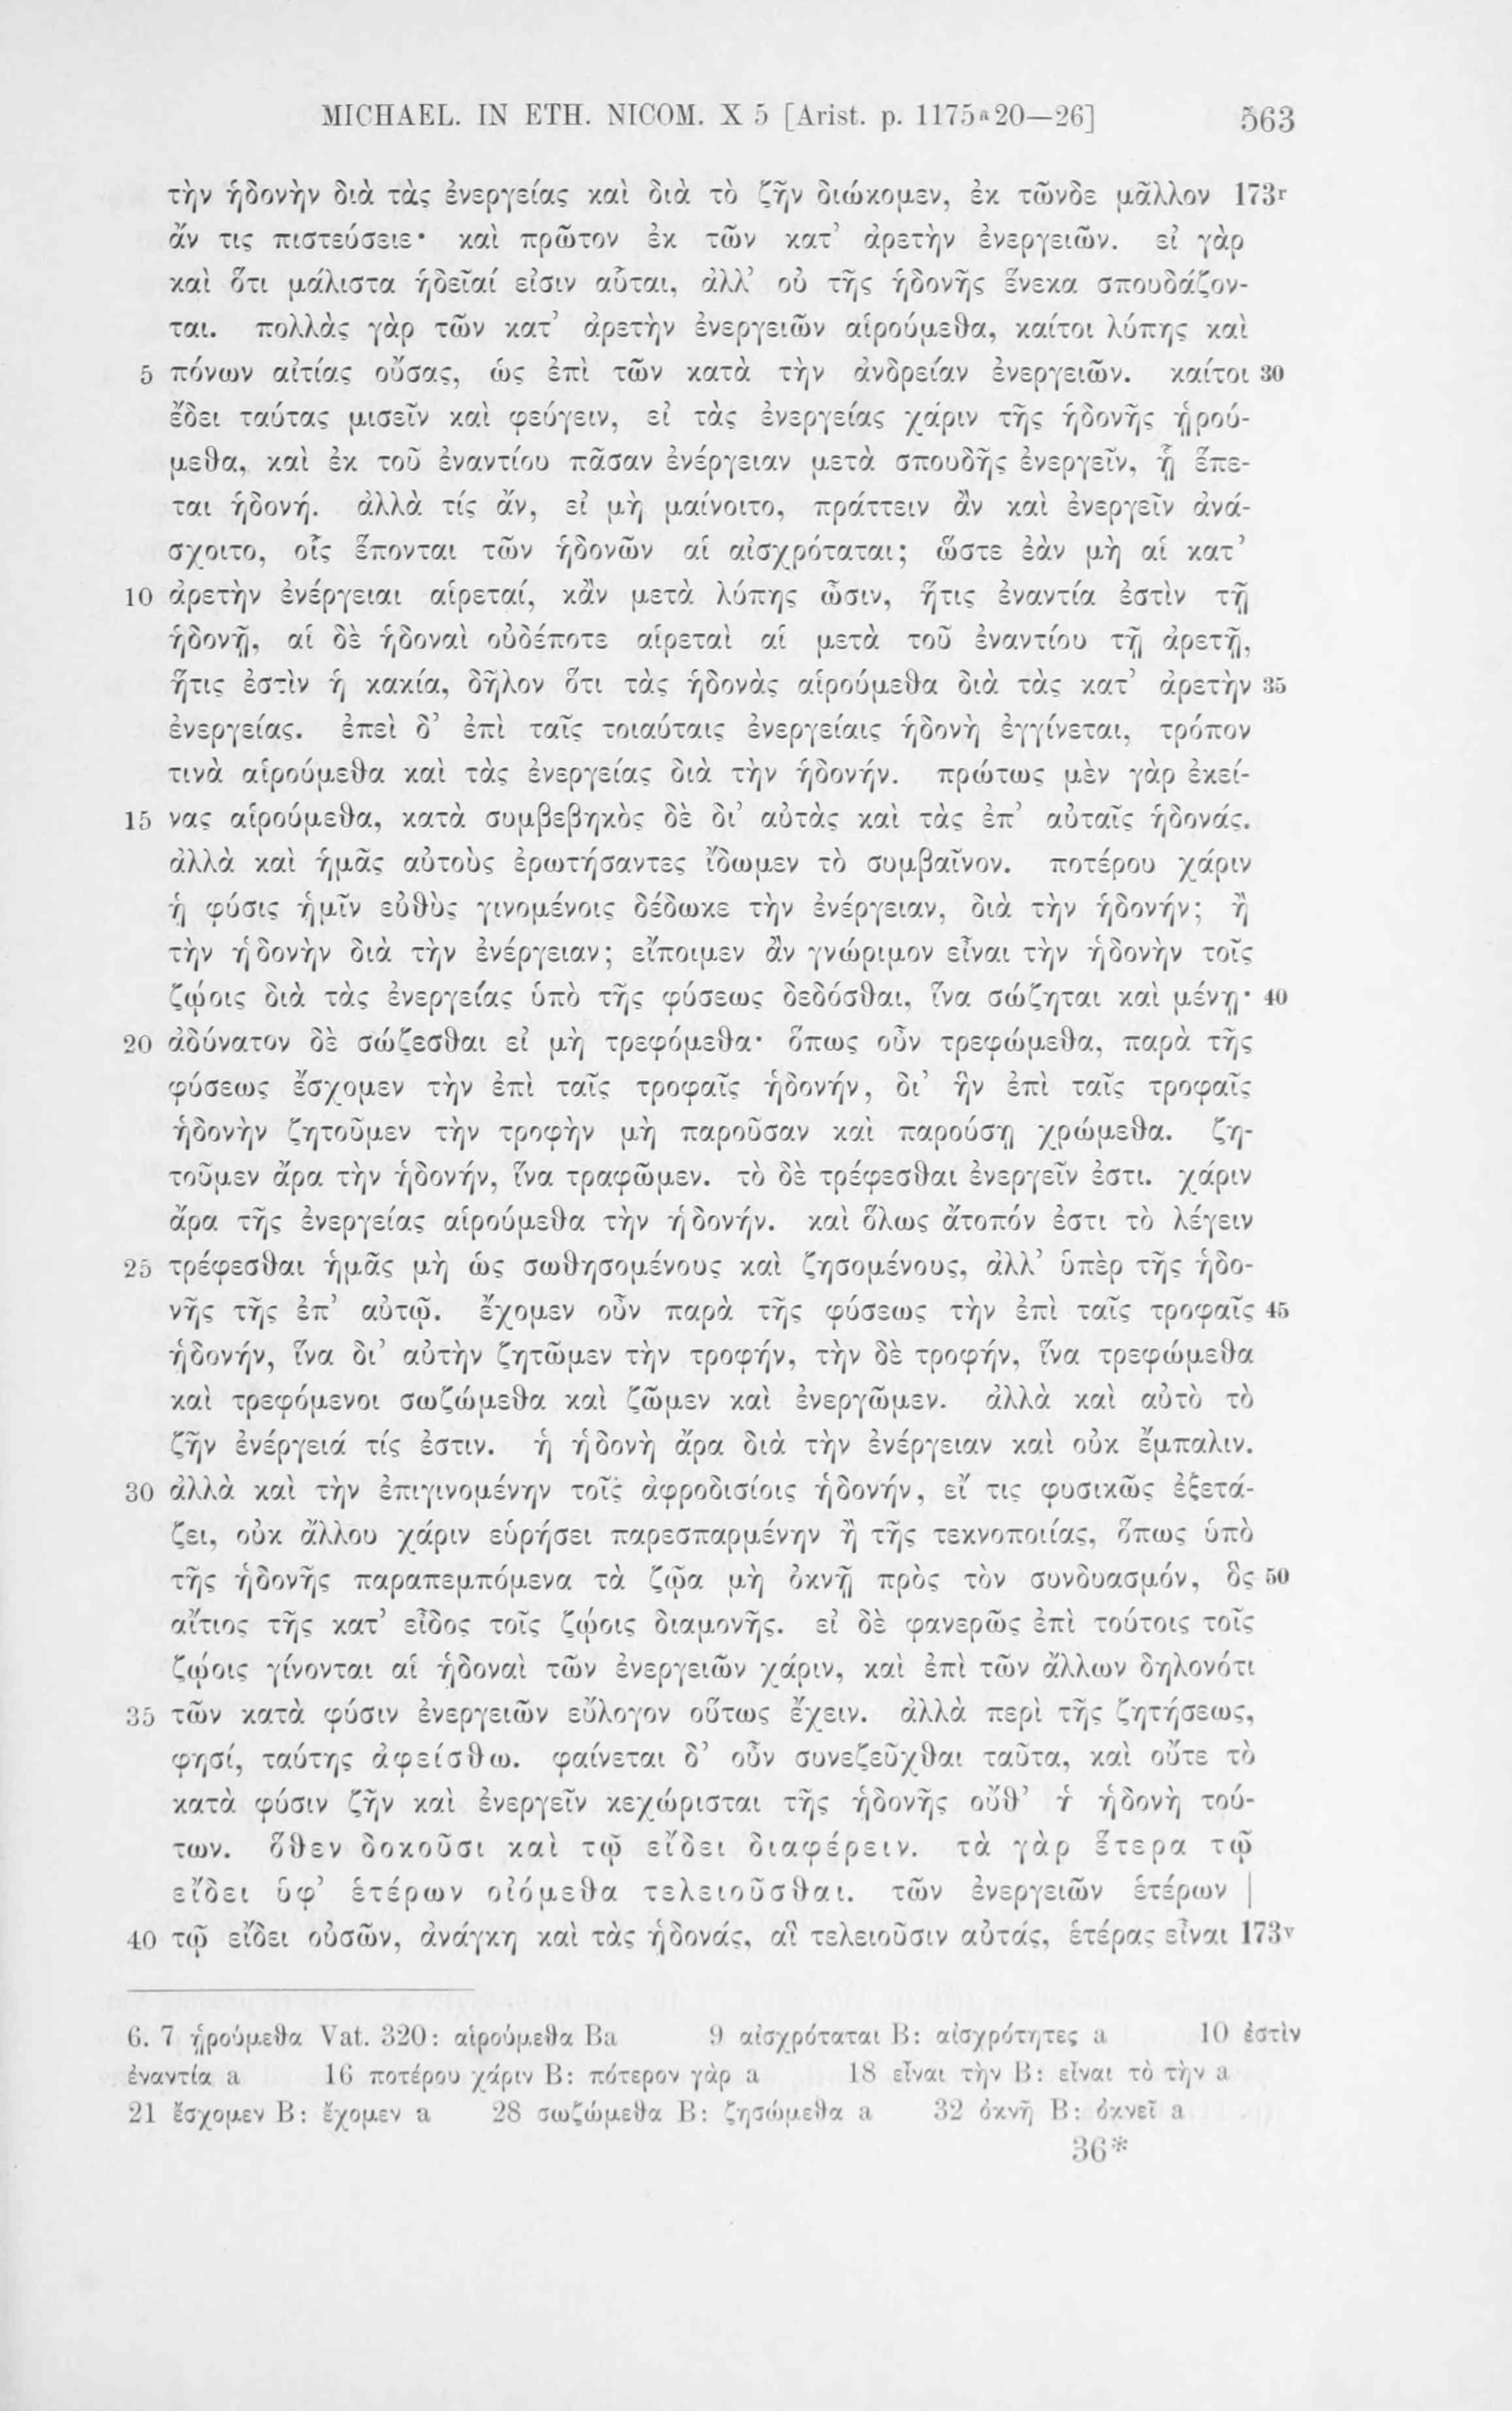 MICHAEL. IN ETH. NICOM. X 5 [Arist. p. 1175ᵃ20—26] 563
τὴν ἡδονὴν διὰ τὰς ἐνεργείας καὶ διὰ τὸ ζῆν διώκομεν, ἐκ τῶνδε μᾶλλον 173ʳ
ἄν τις πιστεύσειε· καὶ πρῶτον ἐκ τῶν κατ’ ἀρετὴν ἐνεργειῶν. εἰ γὰρ
καὶ ὅτι μάλιστα ἡδεῖαί εἰσιν αὗται, ἀλλ’ οὐ τῆς ἡδονῆς ἕνεκα σπουδάζον-
ται. πολλὰς γὰρ τῶν κατ’ ἀρετὴν ἐνεργειῶν αἱρούμεθα, καίτοι λύπης καὶ
5 πόνων αἰτίας οὔσας, ὡς ἐπὶ τῶν κατὰ τὴν ἀνδρείαν ἐνεργειῶν. καίτοι 30
ἔδει ταύτας μισεῖν καὶ φεύγειν, εἰ τὰς ἐνεργείας χάριν τῆς ἡδονῆς ᾑρού-
μεθα, καὶ ἐκ τοῦ ἐναντίου πᾶσαν ἐνέργειαν μετὰ σπουδῆς ἐνεργεῖν, ᾗ ἕπε-
ται ἡδονή. ἀλλὰ τίς ἄν, εἰ μὴ μαίνοιτο, πράττειν ἂν καὶ ἐνεργεῖν ἀνά-
σχοιτο, οἷς ἕπονται τῶν ἡδονῶν αἱ αἰσχρόταται; ὥστε ἐὰν μὴ αἱ κατ’
10 ἀρετὴν ἐνέργειαι αἱρεταί, κἂν μετὰ λύπης ὦσιν, ἥτις ἐναντία ἐστὶν τῇ
ἡδονῇ, αἱ δὲ ἡδοναὶ οὐδέποτε αἱρεταὶ αἱ μετὰ τοῦ ἐναντίου τῇ ἀρετῇ,
ἥτις ἐστὶν ἡ κακία, δῆλον ὅτι τὰς ἡδονὰς αἱρούμεθα διὰ τὰς κατ’ ἀρετὴν 35
ἐνεργείας. ἐπεὶ δ’ ἐπὶ ταῖς τοιαύταις ἐνεργείαις ἡδονὴ ἐγγίνεται, τρόπον
τινὰ αἱρούμεθα καὶ τὰς ἐνεργείας διὰ τὴν ἡδονήν. πρώτως μὲν γὰρ ἐκεί-
15 νας αἱρούμεθα, κατὰ συμβεβηκὸς δὲ δι’ αὐτὰς καὶ τὰς ἐπ’ αὐταῖς ἡδονάς.
ἀλλὰ καὶ ἡμᾶς αὐτοὺς ἐρωτήσαντες ἴδωμεν τὸ συμβαῖνον. ποτέρου χάριν
ἡ φύσις ἡμῖν εὐθὺς γινομένοις δέδωκε τὴν ἐνέργειαν, διὰ τὴν ἡδονήν; ἢ
τὴν ἡδονὴν διὰ τὴν ἐνέργειαν; εἴποιμεν ἂν γνώριμον εἶναι τὴν ἡδονὴν τοῖς
ζῴοις διὰ τὰς ἐνεργείας ὑπὸ τῆς φύσεως δεδόσθαι, ἵνα σώζηται καὶ μένῃ· 40
20 ἀδύνατον δὲ σώζεσθαι εἰ μὴ τρεφόμεθα· ὅπως οὖν τρεφώμεθα, παρὰ τῆς
φύσεως ἔσχομεν τὴν ἐπὶ ταῖς τροφαῖς ἡδονήν, δι’ ἣν ἐπὶ ταῖς τροφαῖς
ἡδονὴν ζητοῦμεν τὴν τροφὴν μὴ παροῦσαν καὶ παρούσῃ χρώμεθα. ζη-
τοῦμεν ἄρα τὴν ἡδονήν, ἵνα τραφῶμεν. τὸ δὲ τρέφεσθαι ἐνεργεῖν ἐστι. χάριν
ἄρα τῆς ἐνεργείας αἱρούμεθα τὴν ἡδονήν. καὶ ὅλως ἄτοπόν ἐστι τὸ λέγειν
25 τρέφεσθαι ἡμᾶς μὴ ὡς σωθησομένους καὶ ζησομένους, ἀλλ’ ὑπὲρ τῆς ἡδο-
νῆς τῆς ἐπ’ αὐτῷ. ἔχομεν οὖν παρὰ τῆς φύσεως τὴν ἐπὶ ταῖς τροφαῖς 45
ἡδονήν, ἵνα δι’ αὐτὴν ζητῶμεν τὴν τροφήν, τὴν δὲ τροφήν, ἵνα τρεφώμεθα
καὶ τρεφόμενοι σωζώμεθα καὶ ζῶμεν καὶ ἐνεργῶμεν. ἀλλὰ καὶ αὐτὸ τὸ
ζῆν ἐνέργειά τίς ἐστιν. ἡ ἡδονὴ ἄρα διὰ τὴν ἐνέργειαν καὶ οὐκ ἔμπαλιν.
30 ἀλλὰ καὶ τὴν ἐπιγινομένην τοῖς ἀφροδισίοις ἡδονήν, εἴ τις φυσικῶς ἐξετά-
ζει, οὐκ ἄλλου χάριν εὑρήσει παρεσπαρμένην ἢ τῆς τεκνοποιίας, ὅπως ὑπὸ
τῆς ἡδονῆς παραπεμπόμενα τὰ ζῷα μὴ ὀκνῇ πρὸς τὸν συνδυασμόν, ὃς 50
αἴτιος τῆς κατ’ εἶδος τοῖς ζῴοις διαμονῆς. εἰ δὲ φανερῶς ἐπὶ τούτοις τοῖς
ζῴοις γίνονται αἱ ἡδοναὶ τῶν ἐνεργειῶν χάριν, καὶ ἐπὶ τῶν ἄλλων δηλονότι
35 τῶν κατὰ φύσιν ἐνεργειῶν εὔλογον οὕτως ἔχειν. ἀλλὰ περὶ τῆς ζητήσεως,
φησί, ταύτης ἀφείσθω. φαίνεται δ’ οὖν συνεζεῦχθαι ταῦτα, καὶ οὔτε τὸ
κατὰ φύσιν ζῆν καὶ ἐνεργεῖν κεχώρισται τῆς ἡδονῆς οὔθ’ ἡ ἡδονὴ τού-
των. ὅθεν δοκοῦσι καὶ τῷ εἴδει διαφέρειν. τὰ γὰρ ἕτερα τῷ
εἴδει ὑφ’ ἑτέρων οἰόμεθα τελειοῦσθαι. τῶν ἐνεργειῶν ἑτέρων |
40 τῷ εἴδει οὐσῶν, ἀνάγκη καὶ τὰς ἡδονάς, αἳ τελειοῦσιν αὐτάς, ἑτέρας εἶναι 173ᵛ
6. 7 ᾑρούμεθα Vat. 320: αἱρούμεθα Ba 9 αἰσχρόταται B: αἰσχρότητες a 10 ἐστὶν
ἐναντία a 16 ποτέρου χάριν B: πότερον γὰρ a 18 εἶναι τὴν B: εἶναι τὸ τὴν a
21 ἔσχομεν B: ἔχομεν a 28 σωζώμεθα B: ζησώμεθα a 32 ὀκνῇ B: ὀκνεῖ a
36*